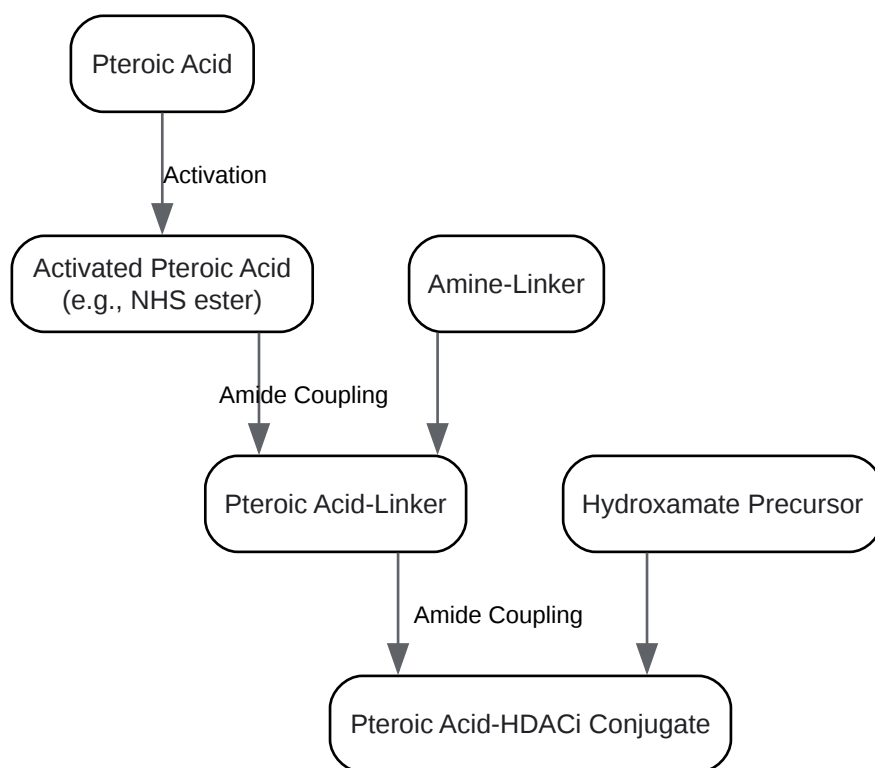 Pteroic Acid
Activation
Activated Pteroic Acid
(e.g., NHS ester)
Amine-Linker
Amide Coupling
Pteroic Acid-Linker
Hydroxamate Precursor
Amide Coupling
Pteroic Acid-HDACi Conjugate